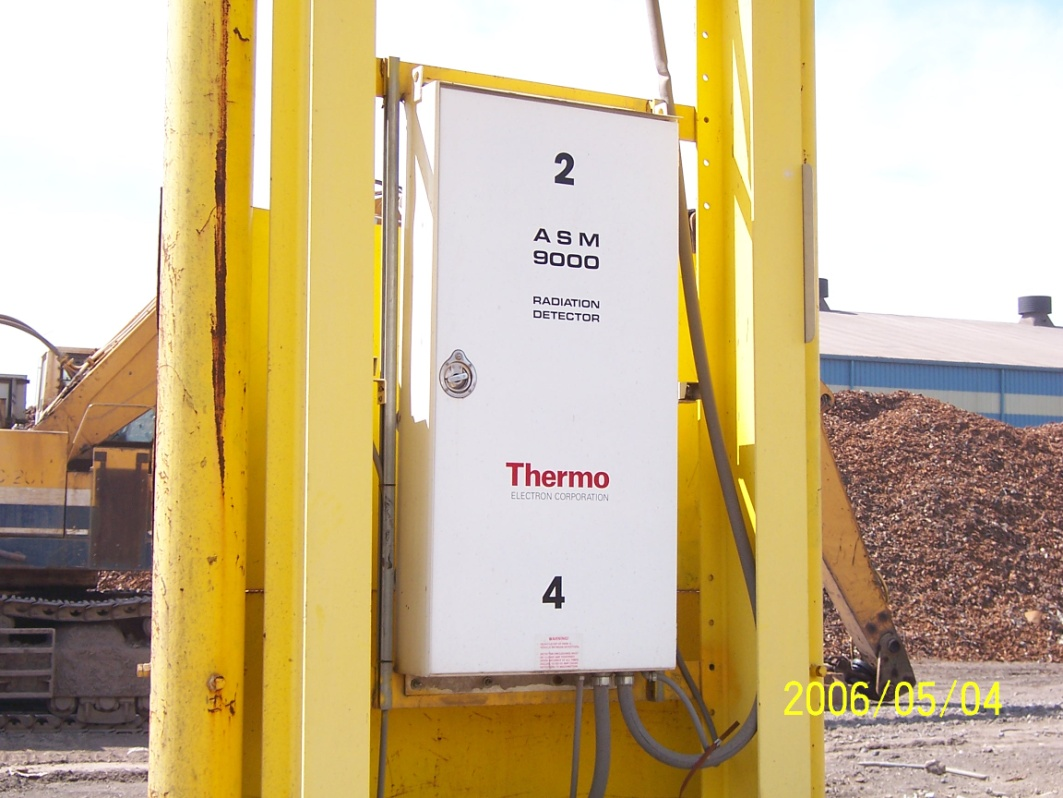 2
ASM
9000
RADIATION
DETECTOR
Thermo
ELECTRON CORPORATION
4
WARNING
2006/05/04